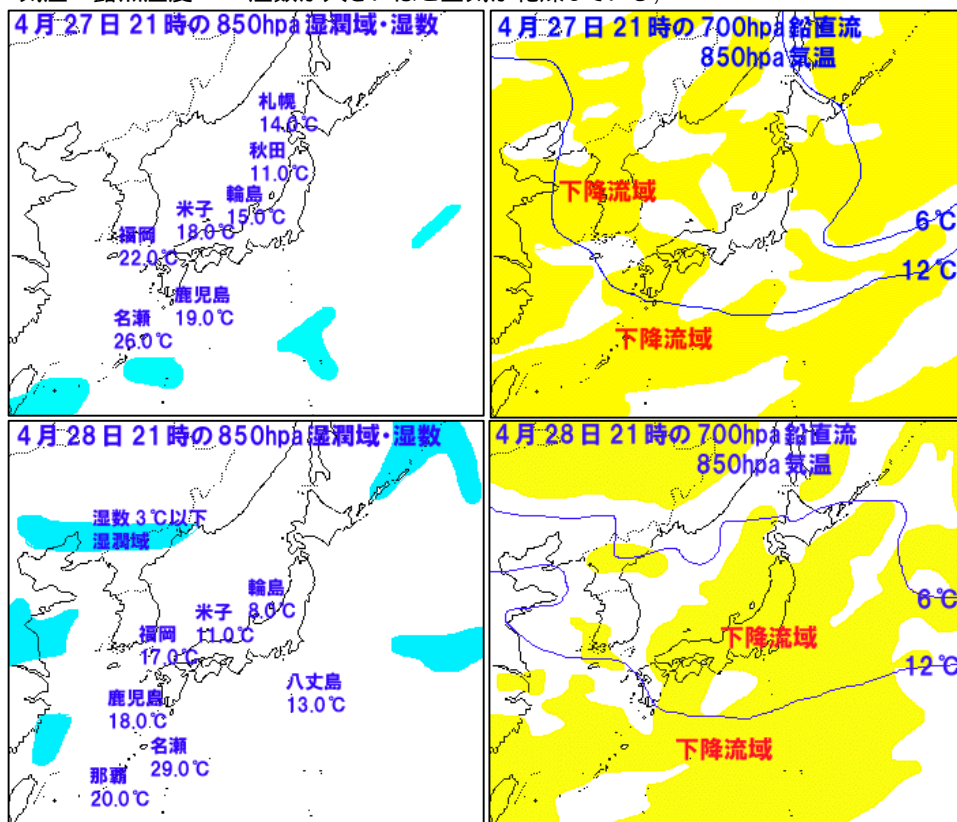 4月27日21時の850hpa湿潤域・湿数
札幌
14.0℃
秋田
11.0℃
輪島
15.0℃
米子
18.0℃
福岡
22.0℃
鹿児島
19.0℃
名瀬
26.0℃
4月27日21時の700hpa鉛直流
850hpa気温
下降流域
6℃
12℃
下降流域
4月28日21時の850hpa湿潤域・湿数
湿数3℃以下
湿潤域
輪島
8.0℃
米子
11.0℃
福岡
17.0℃
八丈島
13.0℃
鹿児島
18.0℃
名瀬
29.0℃
那覇
20.0℃
4月28日21時の700hpa鉛直流
850hpa気温
6℃
下降流域
12℃
下降流域